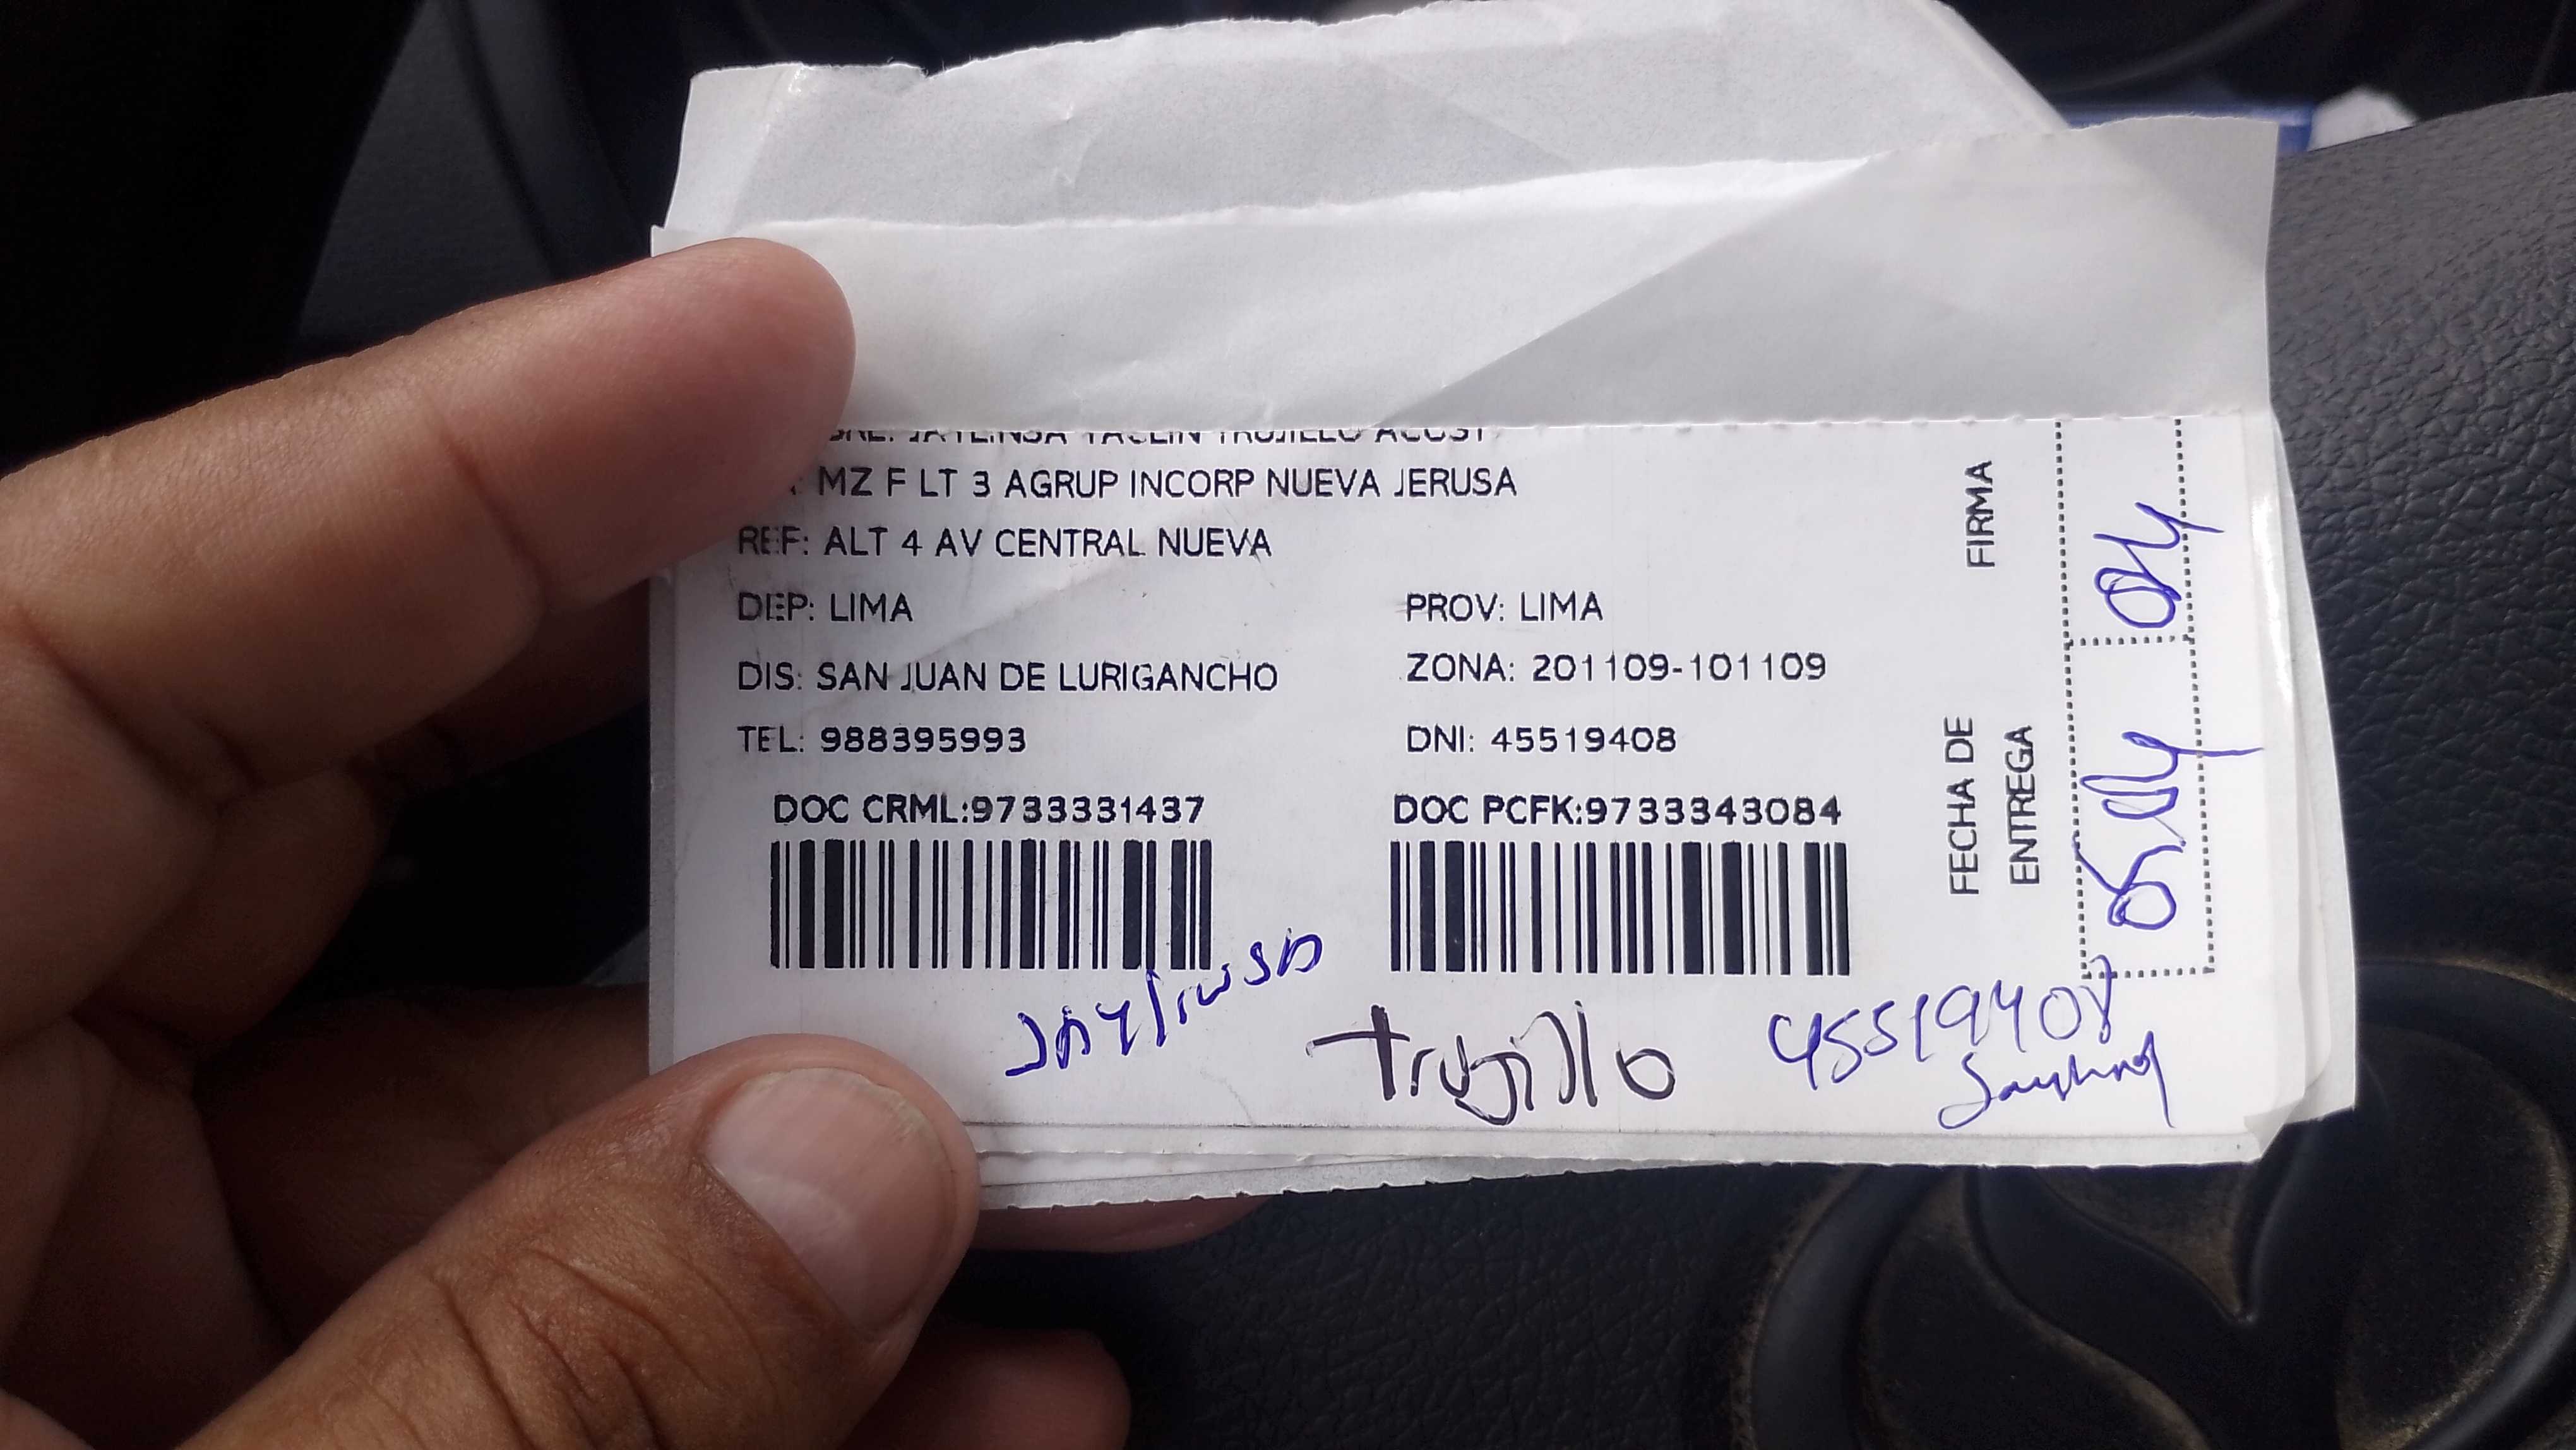 MZ F LT 3 AGRUP INCORP NUEVA JERUSA
REF: ALT 4 AV CENTRAL NUEVA
DEP: LIMA
PROV: LIMA
DIS: SAN JUAN DE LURIGANCHO
ZONA: 201109-101109
TEL: 988395993
DNI: 45519408
DOC CRML:9733331437
DOC PCFK:9733343084
FIRMA
FECHA DE
ENTREGA
Jaylinsa
Trujillo
45519408